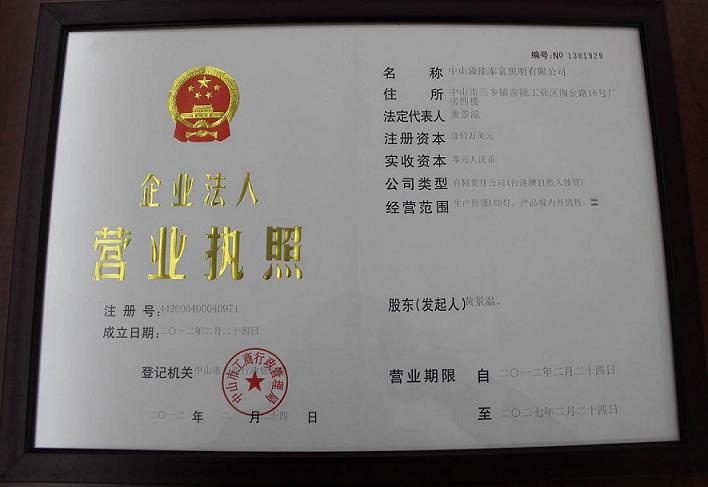 企业法人
营业执照
注册号:442000400040971
成立日期:二〇一二年二月二十四日
登记机关 中山市工商行政管理局
中山市工商行政管理局
二〇一二 年 二 月 二十四 日
编号:№ 1301929
名称 中山溢能泰富照明有限公司
住所 中山市三乡镇前陇工业区淘金路16号厂
房四楼
法定代表人 黄景温
注册资本 壹佰万美元
实收资本 零元人民币
公司类型 有限责任公司(台港澳自然人独资)
经营范围 生产经营LED灯,产品境内外销售。
股东(发起人) 黄景温。
营业期限 自 二〇一二年二月二十四日
至 二〇二七年二月二十四日